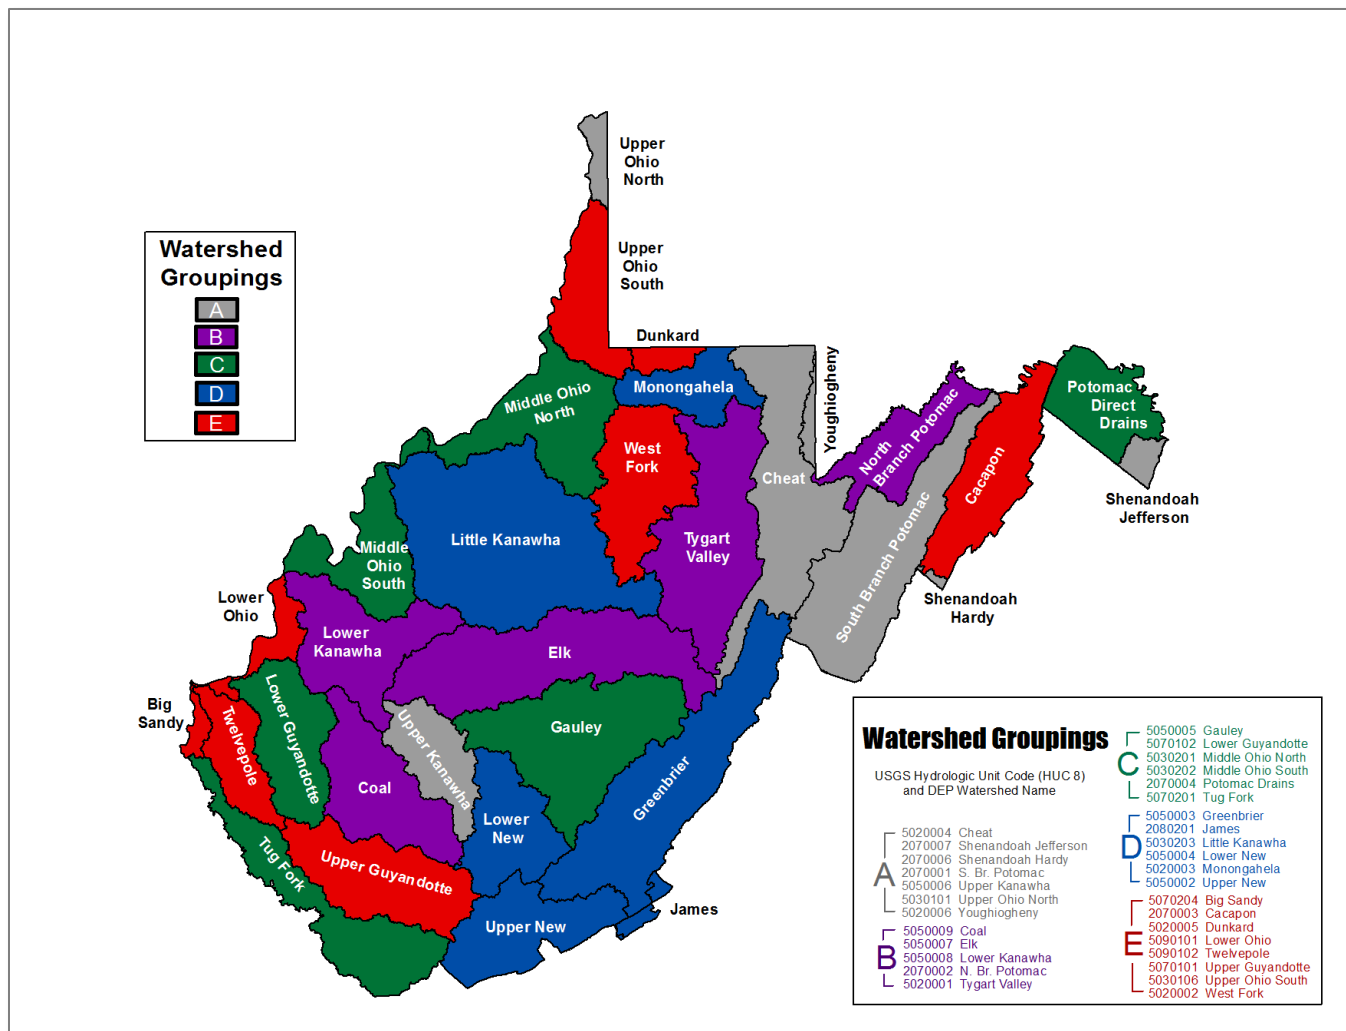 Upper
Ohio
North
Upper
Ohio
South
Watershed
Groupings
A
B
C
D
E
Dunkard
Monongahela
Youghiogheny
Middle Ohio
North
North
Branch Potomac
Potomac
Direct
Drains
West
Fork
Cheat
Cacapon
Shenandoah
Jefferson
Little Kanawha
Middle
Ohio
South
Tygart
Valley
South Branch Potomac
Shenandoah
Hardy
Lower
Ohio
Lower
Kanawha
Elk
Big
Sandy
Twelvepole
Lower Guyandotte
Upper Kanawha
Gauley
Greenbrier
Coal
Lower
New
Tug Fork
Upper Guyandotte
Upper New
James
Watershed Groupings
USGS Hydrologic Unit Code (HUC 8)
and DEP Watershed Name
A
5020004 Cheat
2070007 Shenandoah Jefferson
2070006 Shenandoah Hardy
2070001 S. Br. Potomac
5050006 Upper Kanawha
5030101 Upper Ohio North
5020006 Youghiogheny
B
5050009 Coal
5050007 Elk
5050008 Lower Kanawha
2070002 N. Br. Potomac
5020001 Tygart Valley
C
5050005 Gauley
5070102 Lower Guyandotte
5030201 Middle Ohio North
5030202 Middle Ohio South
2070004 Potomac Drains
5070201 Tug Fork
D
5050003 Greenbrier
2080201 James
5030203 Little Kanawha
5050004 Lower New
5020003 Monongahela
5050002 Upper New
E
5070204 Big Sandy
2070003 Cacapon
5020005 Dunkard
5090101 Lower Ohio
5090102 Twelvepole
5070101 Upper Guyandotte
5030106 Upper Ohio South
5020002 West Fork